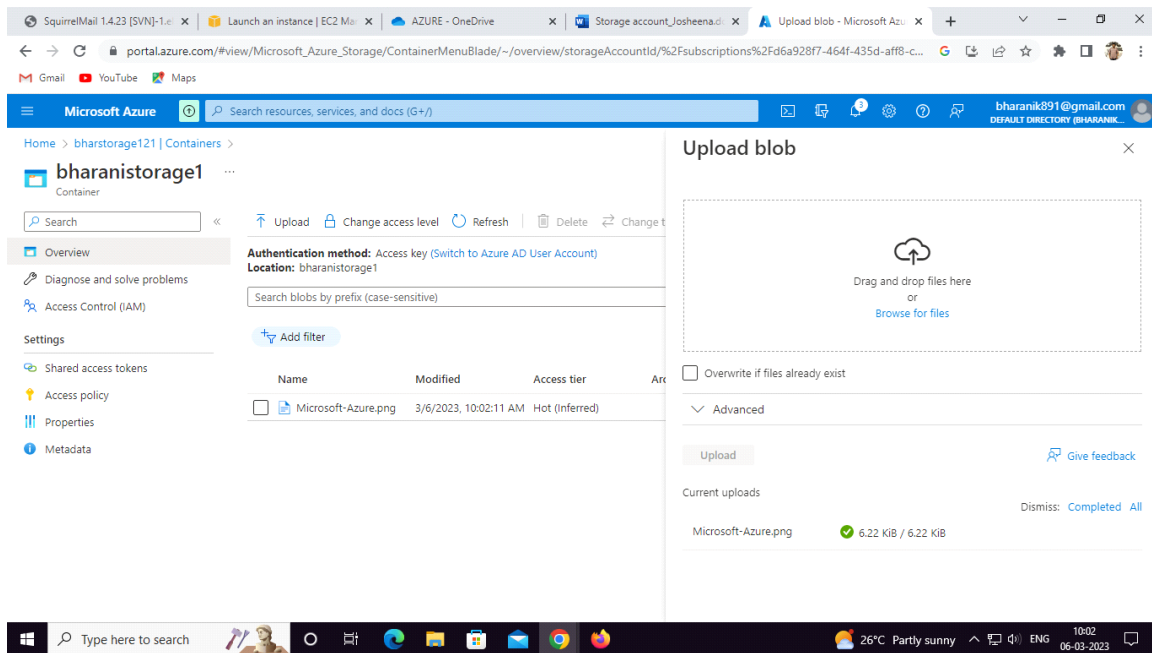 SquirrelMail 1.4.23 [SVN]-1.e
Launch an instance | EC2 Ma
AZURE - OneDrive
Storage account_Josheena.d
Upload blob - Microsoft Azu
portal.azure.com/#view/Microsoft_Azure_Storage/ContainerMenuBlade/~/overview/storageAccountId/%2Fsubscriptions%2Fd6a928f7-464f-435d-aff8-c...
Gmail YouTube Maps
Microsoft Azure
Search resources, services, and docs (G+/)
3
bharanik891@gmail.com
DEFAULT DIRECTORY (BHARANIK...
Home > bharstorage121 | Containers >
bharanistorage1 ...
Container
Search
«
Overview
Diagnose and solve problems
Access Control (IAM)
Settings
Shared access tokens
Access policy
Properties
Metadata
Upload Change access level Refresh Delete Change t
Authentication method: Access key (Switch to Azure AD User Account)
Location: bharanistorage1
Search blobs by prefix (case-sensitive)
Add filter
Name Modified Access tier Arc
Microsoft-Azure.png 3/6/2023, 10:02:11 AM Hot (Inferred)
Upload blob
Drag and drop files here
or
Browse for files
Overwrite if files already exist
Advanced
Upload
Give feedback
Current uploads
Dismiss: Completed All
Microsoft-Azure.png 6.22 KiB / 6.22 KiB
Type here to search
26°C Partly sunny
ENG
10:02
06-03-2023